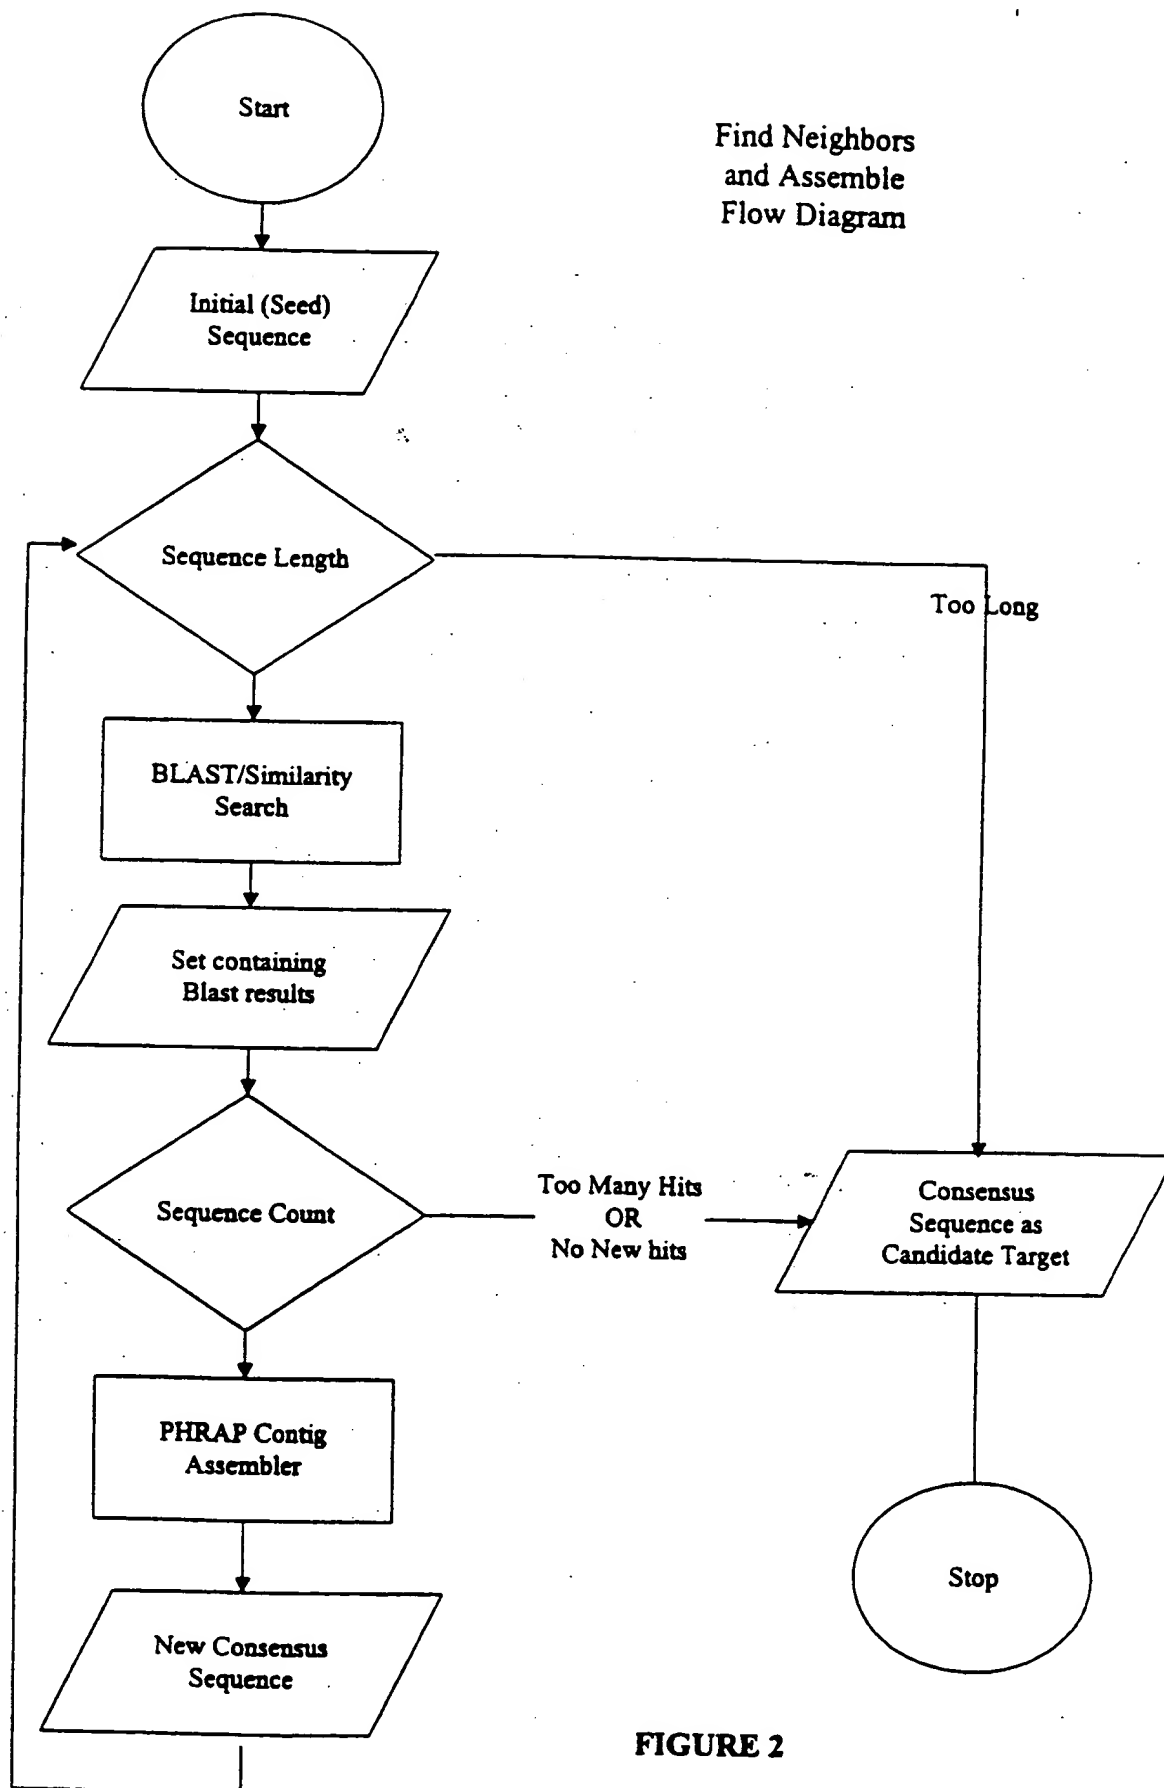 Start
Find Neighbors
and Assemble
Flow Diagram
Initial (Seed)
Sequence
Sequence Length
Too Long
BLAST/Similarity
Search
Set containing
Blast results
Sequence Count
Too Many Hits
OR
No New hits
Consensus
Sequence as
Candidate Target
PHRAP Contig
Assembler
Stop
New Consensus
Sequence
FIGURE 2